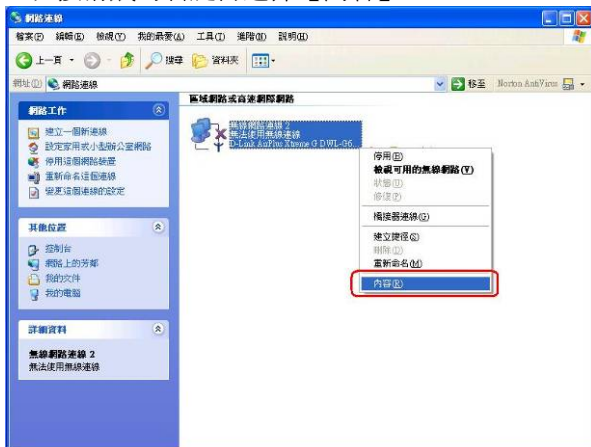 網路連線
檔案(F) 編輯(E) 檢視(V) 我的最愛(A) 工具(T) 進階(N) 說明(H)
上一頁 搜尋 資料夾
網址(D) 網路連線 移至 Norton AntiVirus
網路工作
建立一個新連線
設定家用或小型辦公室網路
停用這個網路裝置
重新命名這個連線
變更這個連線的設定
其他位置
控制台
網路上的芳鄰
我的文件
我的電腦
詳細資料
無線網路連線 2
無法使用無線連線
區域網路或高速網際網路
無線網路連線 2
無法使用無線連線
D-Link AirPlus Xtreme G DWL-G6...
停用(B)
檢視可用的無線網路(V)
狀態(U)
修復(P)
橋接器連線(G)
建立捷徑(S)
刪除(D)
重新命名(M)
內容(R)